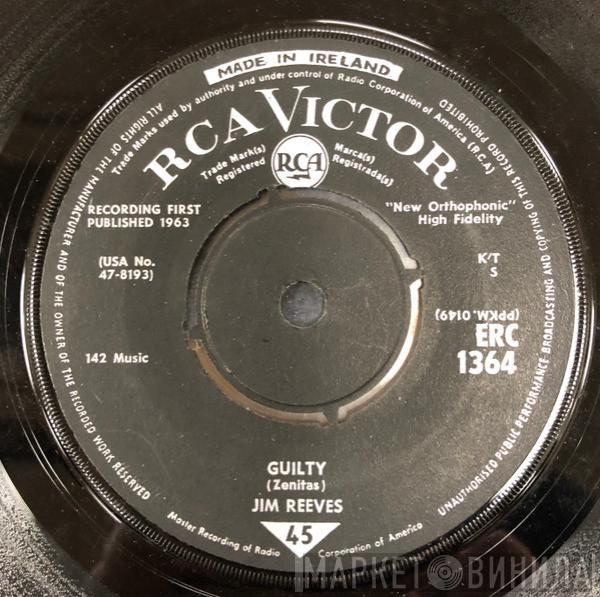 MADE IN IRELAND
ALL RIGHTS OF THE MANUFACTURER AND OF THE OWNER OF THE RECORDED WORK RESERVED
UNAUTHORISED PUBLIC PERFORMANCE BROADCASTING AND COPYING OF THIS RECORD PROHIBITED
Trade Marks used by authority and under control of Radio Corporation of America (R.C.A.)
RCA VICTOR
Trade Mark(s)
Registered
RCA
Marca(s)
Registrada(s)
RECORDING FIRST
PUBLISHED 1963
"New Orthophonic"
High Fidelity
(USA No.
47-8193)
K/T
S
(PPKM.0149)
ERC
1364
142 Music
GUILTY
(Zenitas)
JIM REEVES
45
Master Recording of Radio Corporation of America
МАРКЕТ ВИНИЛА